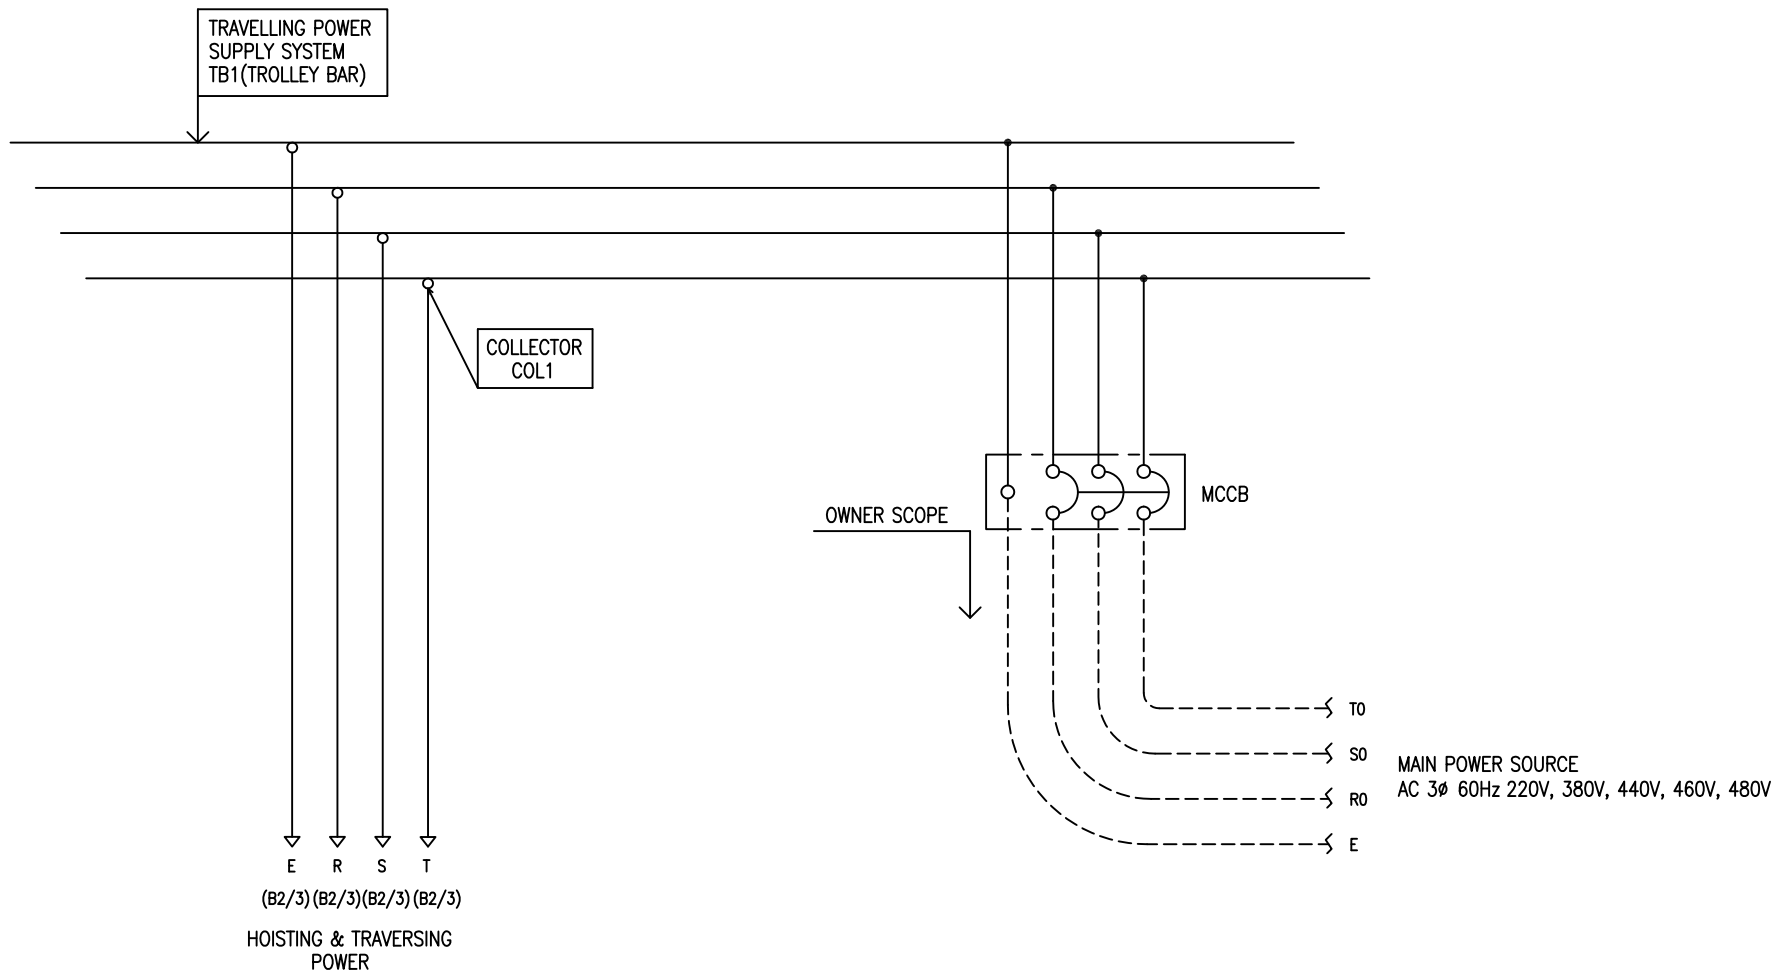 TRAVELLING POWER
SUPPLY SYSTEM
TB1(TROLLEY BAR)
COLLECTOR
COL1
MCCB
OWNER SCOPE
T0
S0
MAIN POWER SOURCE
AC 3ø 60Hz 220V, 380V, 440V, 460V, 480V
R0
E
E R S T
(B2/3) (B2/3) (B2/3) (B2/3)
HOISTING & TRAVERSING
POWER